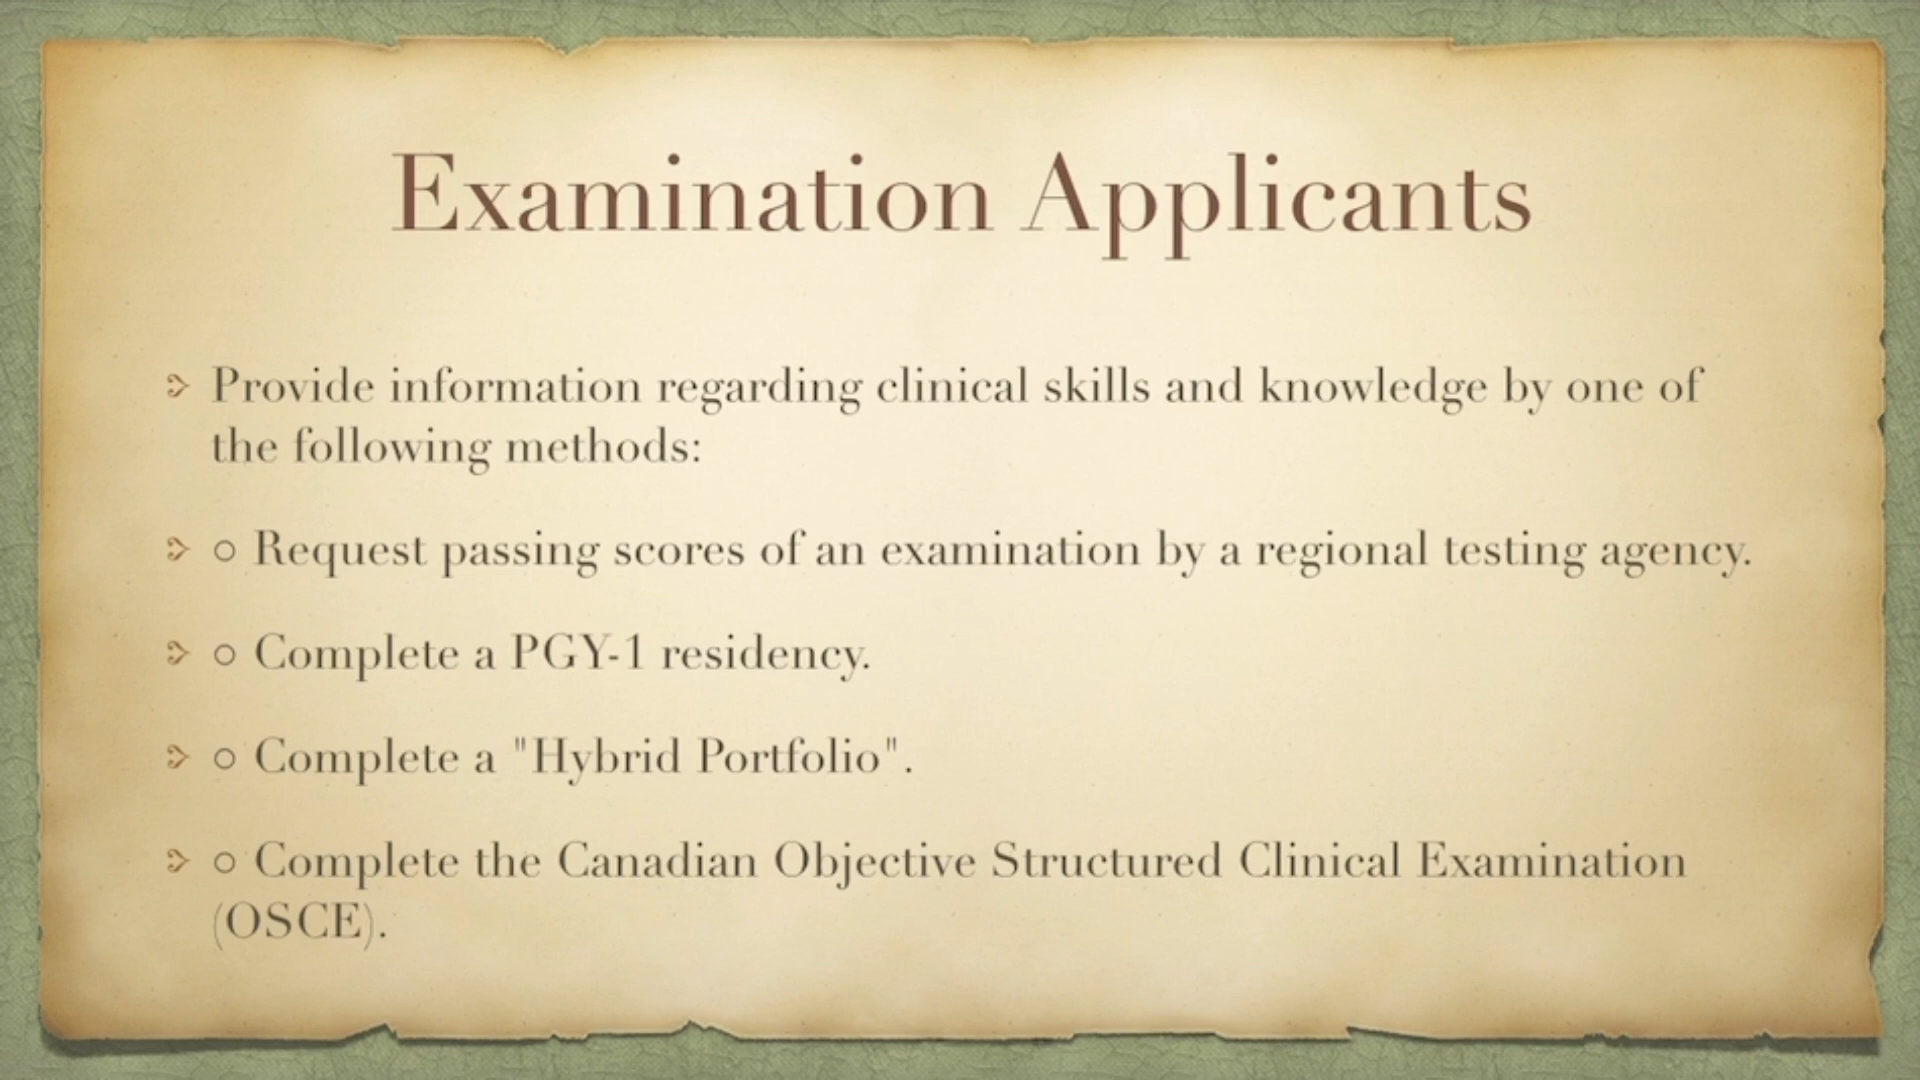 Examination Applicants
Provide information regarding clinical skills and knowledge by one of
the following methods:
○ Request passing scores of an examination by a regional testing agency.
○ Complete a PGY-1 residency.
○ Complete a "Hybrid Portfolio".
○ Complete the Canadian Objective Structured Clinical Examination
(OSCE).